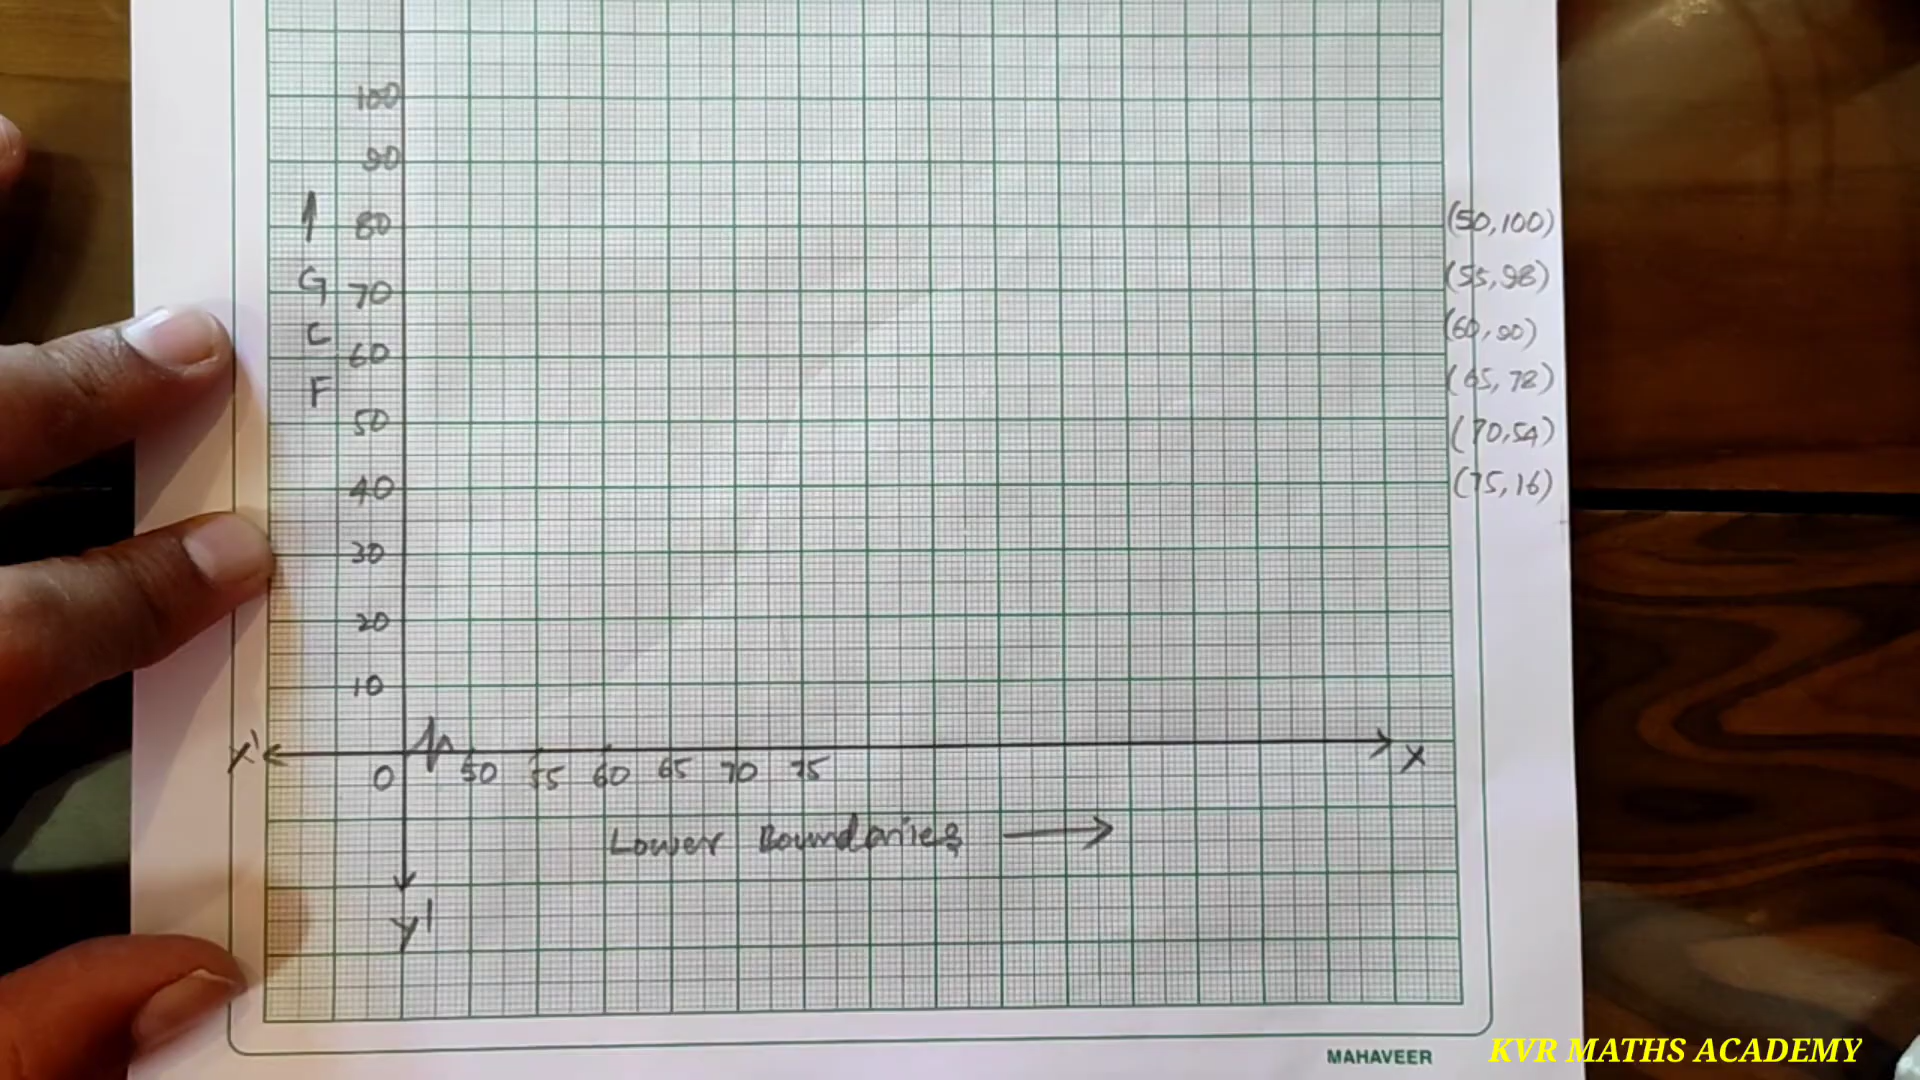 100
90
80
G 70
C
60
F
50
40
30
20
10
X' X
0 50 55 60 65 70 75
Lower Boundaries
y'
(50,100)
(55,98)
(60,90)
(65,78)
(70,54)
(75,16)
MAHAVEER
KVR MATHS ACADEMY